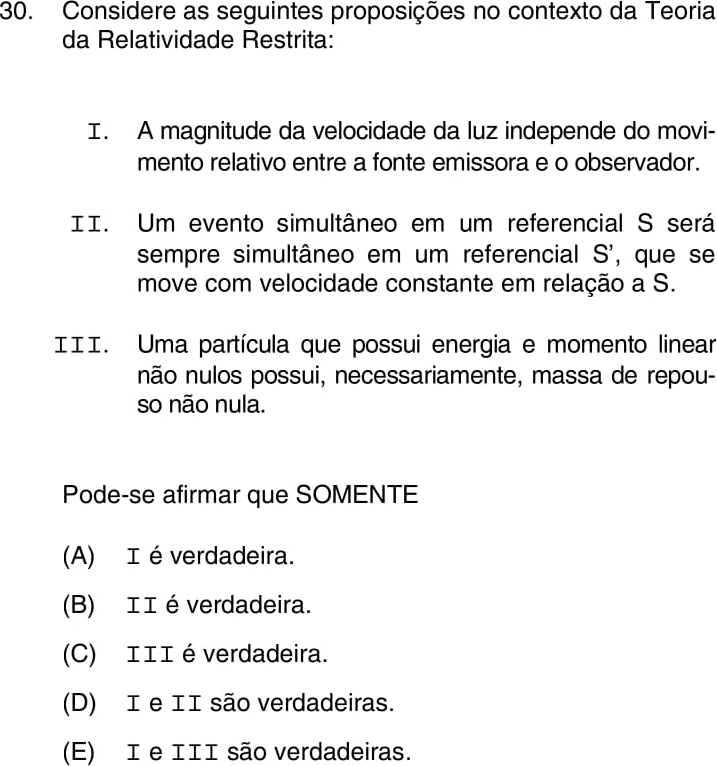 30. Considere as seguintes proposições no contexto da Teoria
da Relatividade Restrita:
I. A magnitude da velocidade da luz independe do movi-
mento relativo entre a fonte emissora e o observador.
II. Um evento simultâneo em um referencial S será
sempre simultâneo em um referencial S', que se
move com velocidade constante em relação a S.
III. Uma partícula que possui energia e momento linear
não nulos possui, necessariamente, massa de repou-
so não nula.
Pode-se afirmar que SOMENTE
(A) I é verdadeira.
(B) II é verdadeira.
(C) III é verdadeira.
(D) I e II são verdadeiras.
(E) I e III são verdadeiras.